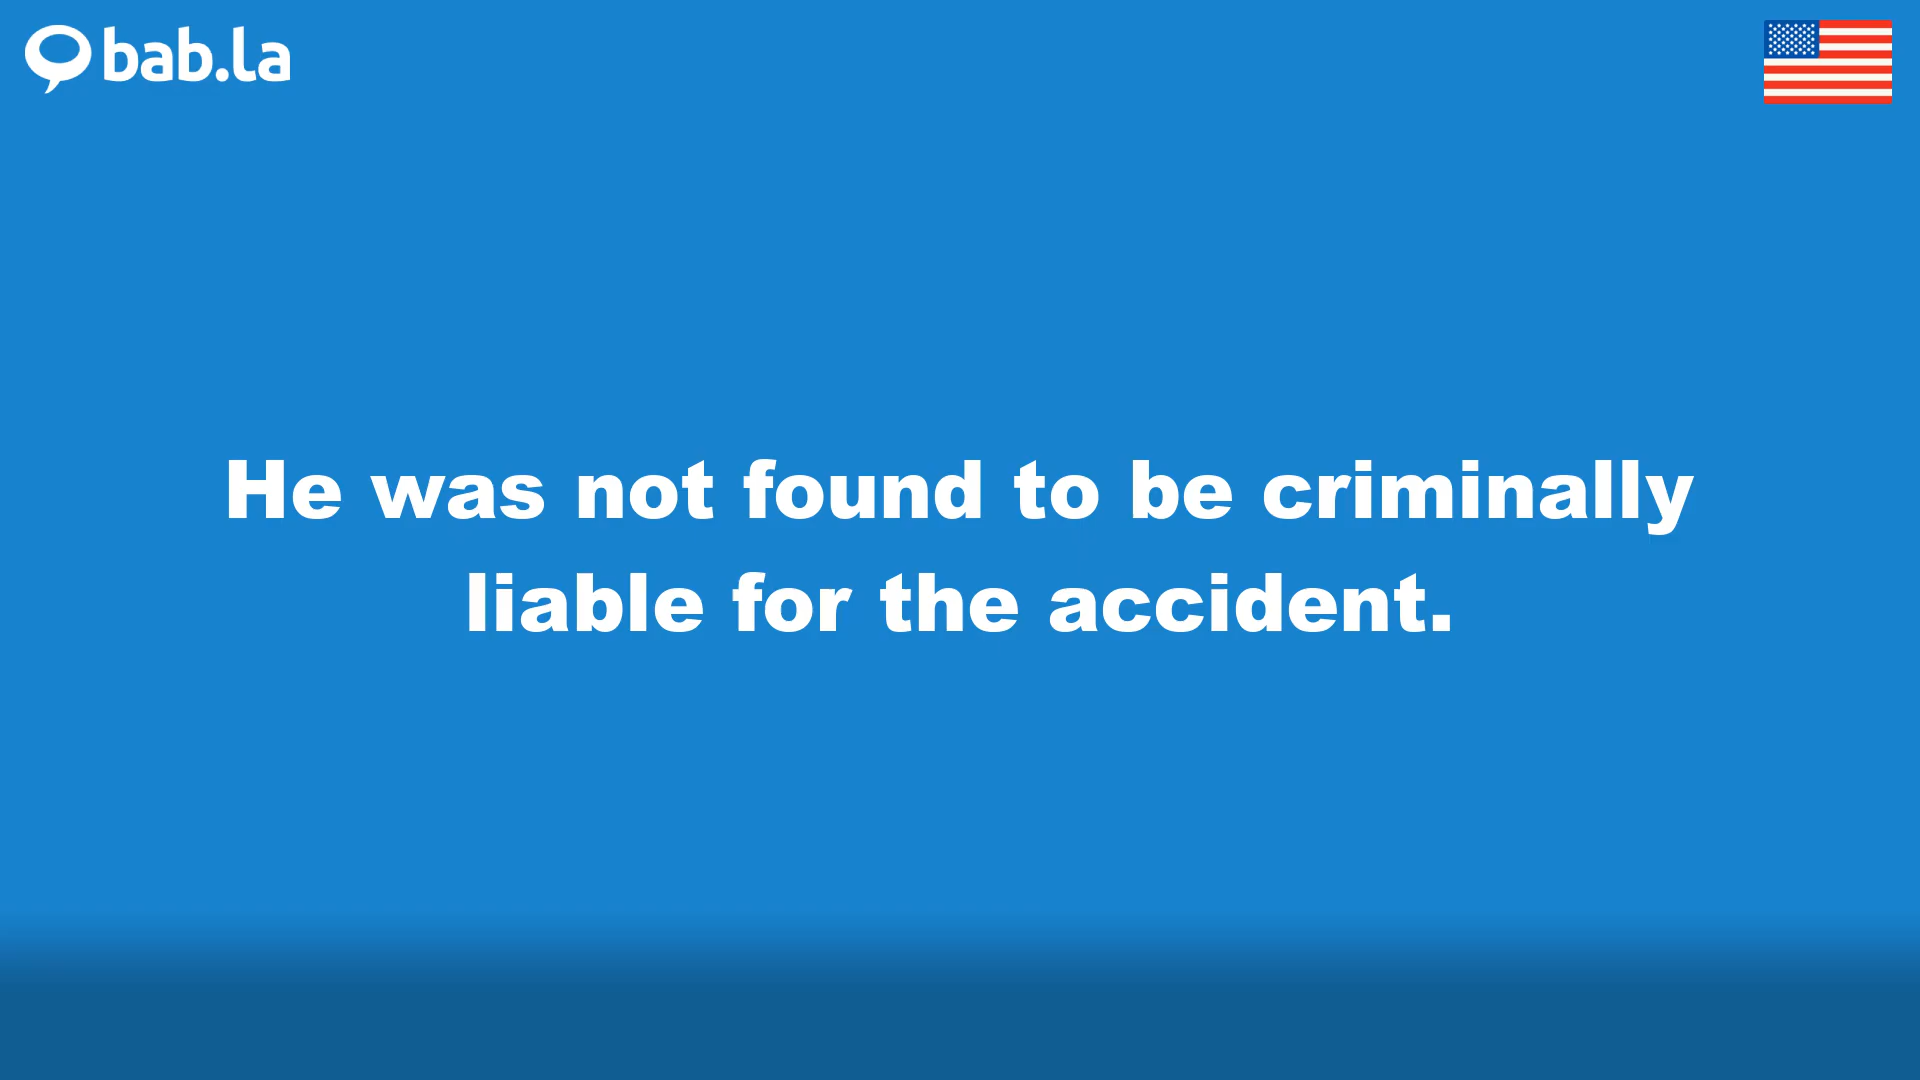 bab.la
He was not found to be criminally
liable for the accident.